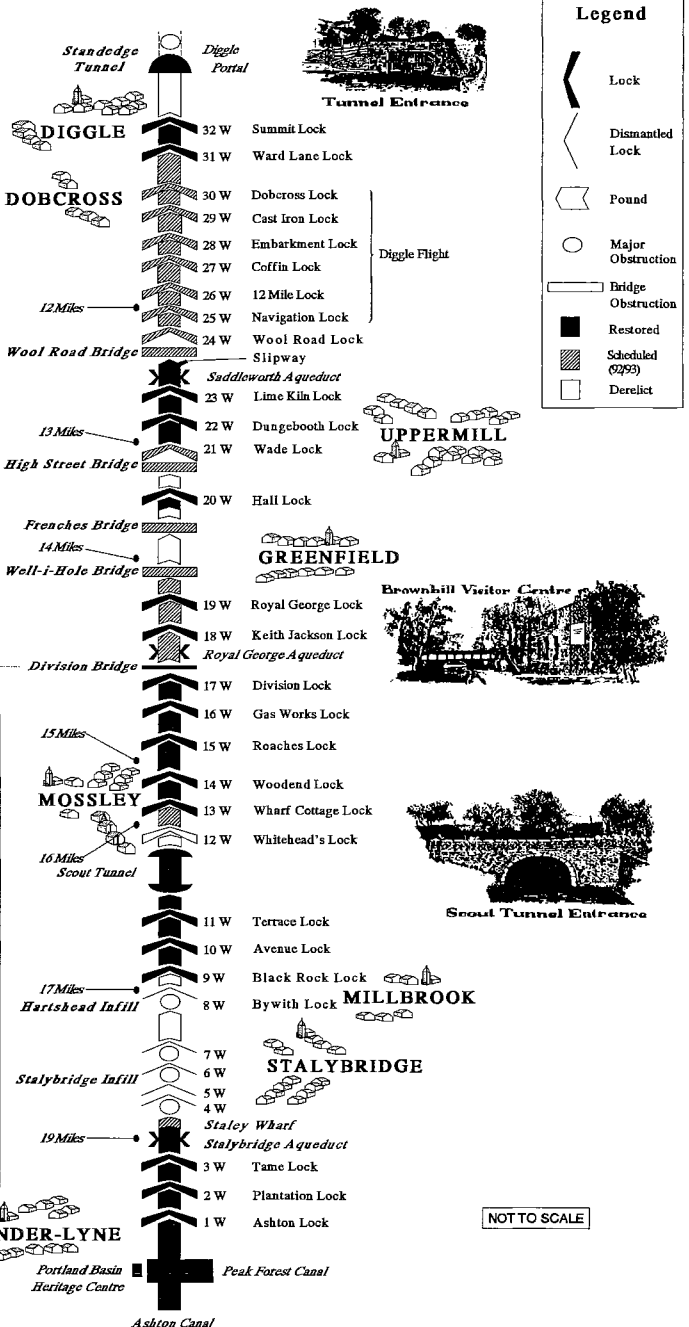 Standedge
Tunnel
Diggle
Portal
Tunnel Entrance
DIGGLE
32 W Summit Lock
31 W Ward Lane Lock
DOBCROSS
30 W Dobcross Lock
29 W Cast Iron Lock
28 W Embarkment Lock
Diggle Flight
27 W Coffin Lock
26 W 12 Mile Lock
12 Miles
25 W Navigation Lock
24 W Wool Road Lock
Wool Road Bridge
Slipway
Saddleworth Aqueduct
23 W Lime Kiln Lock
22 W Dungebooth Lock
13 Miles
UPPERMILL
21 W Wade Lock
High Street Bridge
20 W Hall Lock
Frenches Bridge
14 Miles
GREENFIELD
Well-i-Hole Bridge
Brownhill Visitor Centre
19 W Royal George Lock
18 W Keith Jackson Lock
Royal George Aqueduct
Division Bridge
17 W Division Lock
16 W Gas Works Lock
15 Miles
15 W Roaches Lock
14 W Woodend Lock
MOSSLEY
13 W Wharf Cottage Lock
12 W Whitehead's Lock
16 Miles
Scout Tunnel
Scout Tunnel Entrance
11 W Terrace Lock
10 W Avenue Lock
9 W Black Rock Lock
17 Miles
MILLBROOK
Hartshead Infill
8 W Bywith Lock
7 W
STALYBRIDGE
6 W
Stalybridge Infill
5 W
4 W
Staley Wharf
19 Miles
Stalybridge Aqueduct
3 W Tame Lock
2 W Plantation Lock
1 W Ashton Lock
NDER-LYNE
NOT TO SCALE
Portland Basin
Heritage Centre
Peak Forest Canal
Ashton Canal
Legend
Lock
Dismantled
Lock
Pound
Major
Obstruction
Bridge
Obstruction
Restored
Scheduled
(92/93)
Derelict